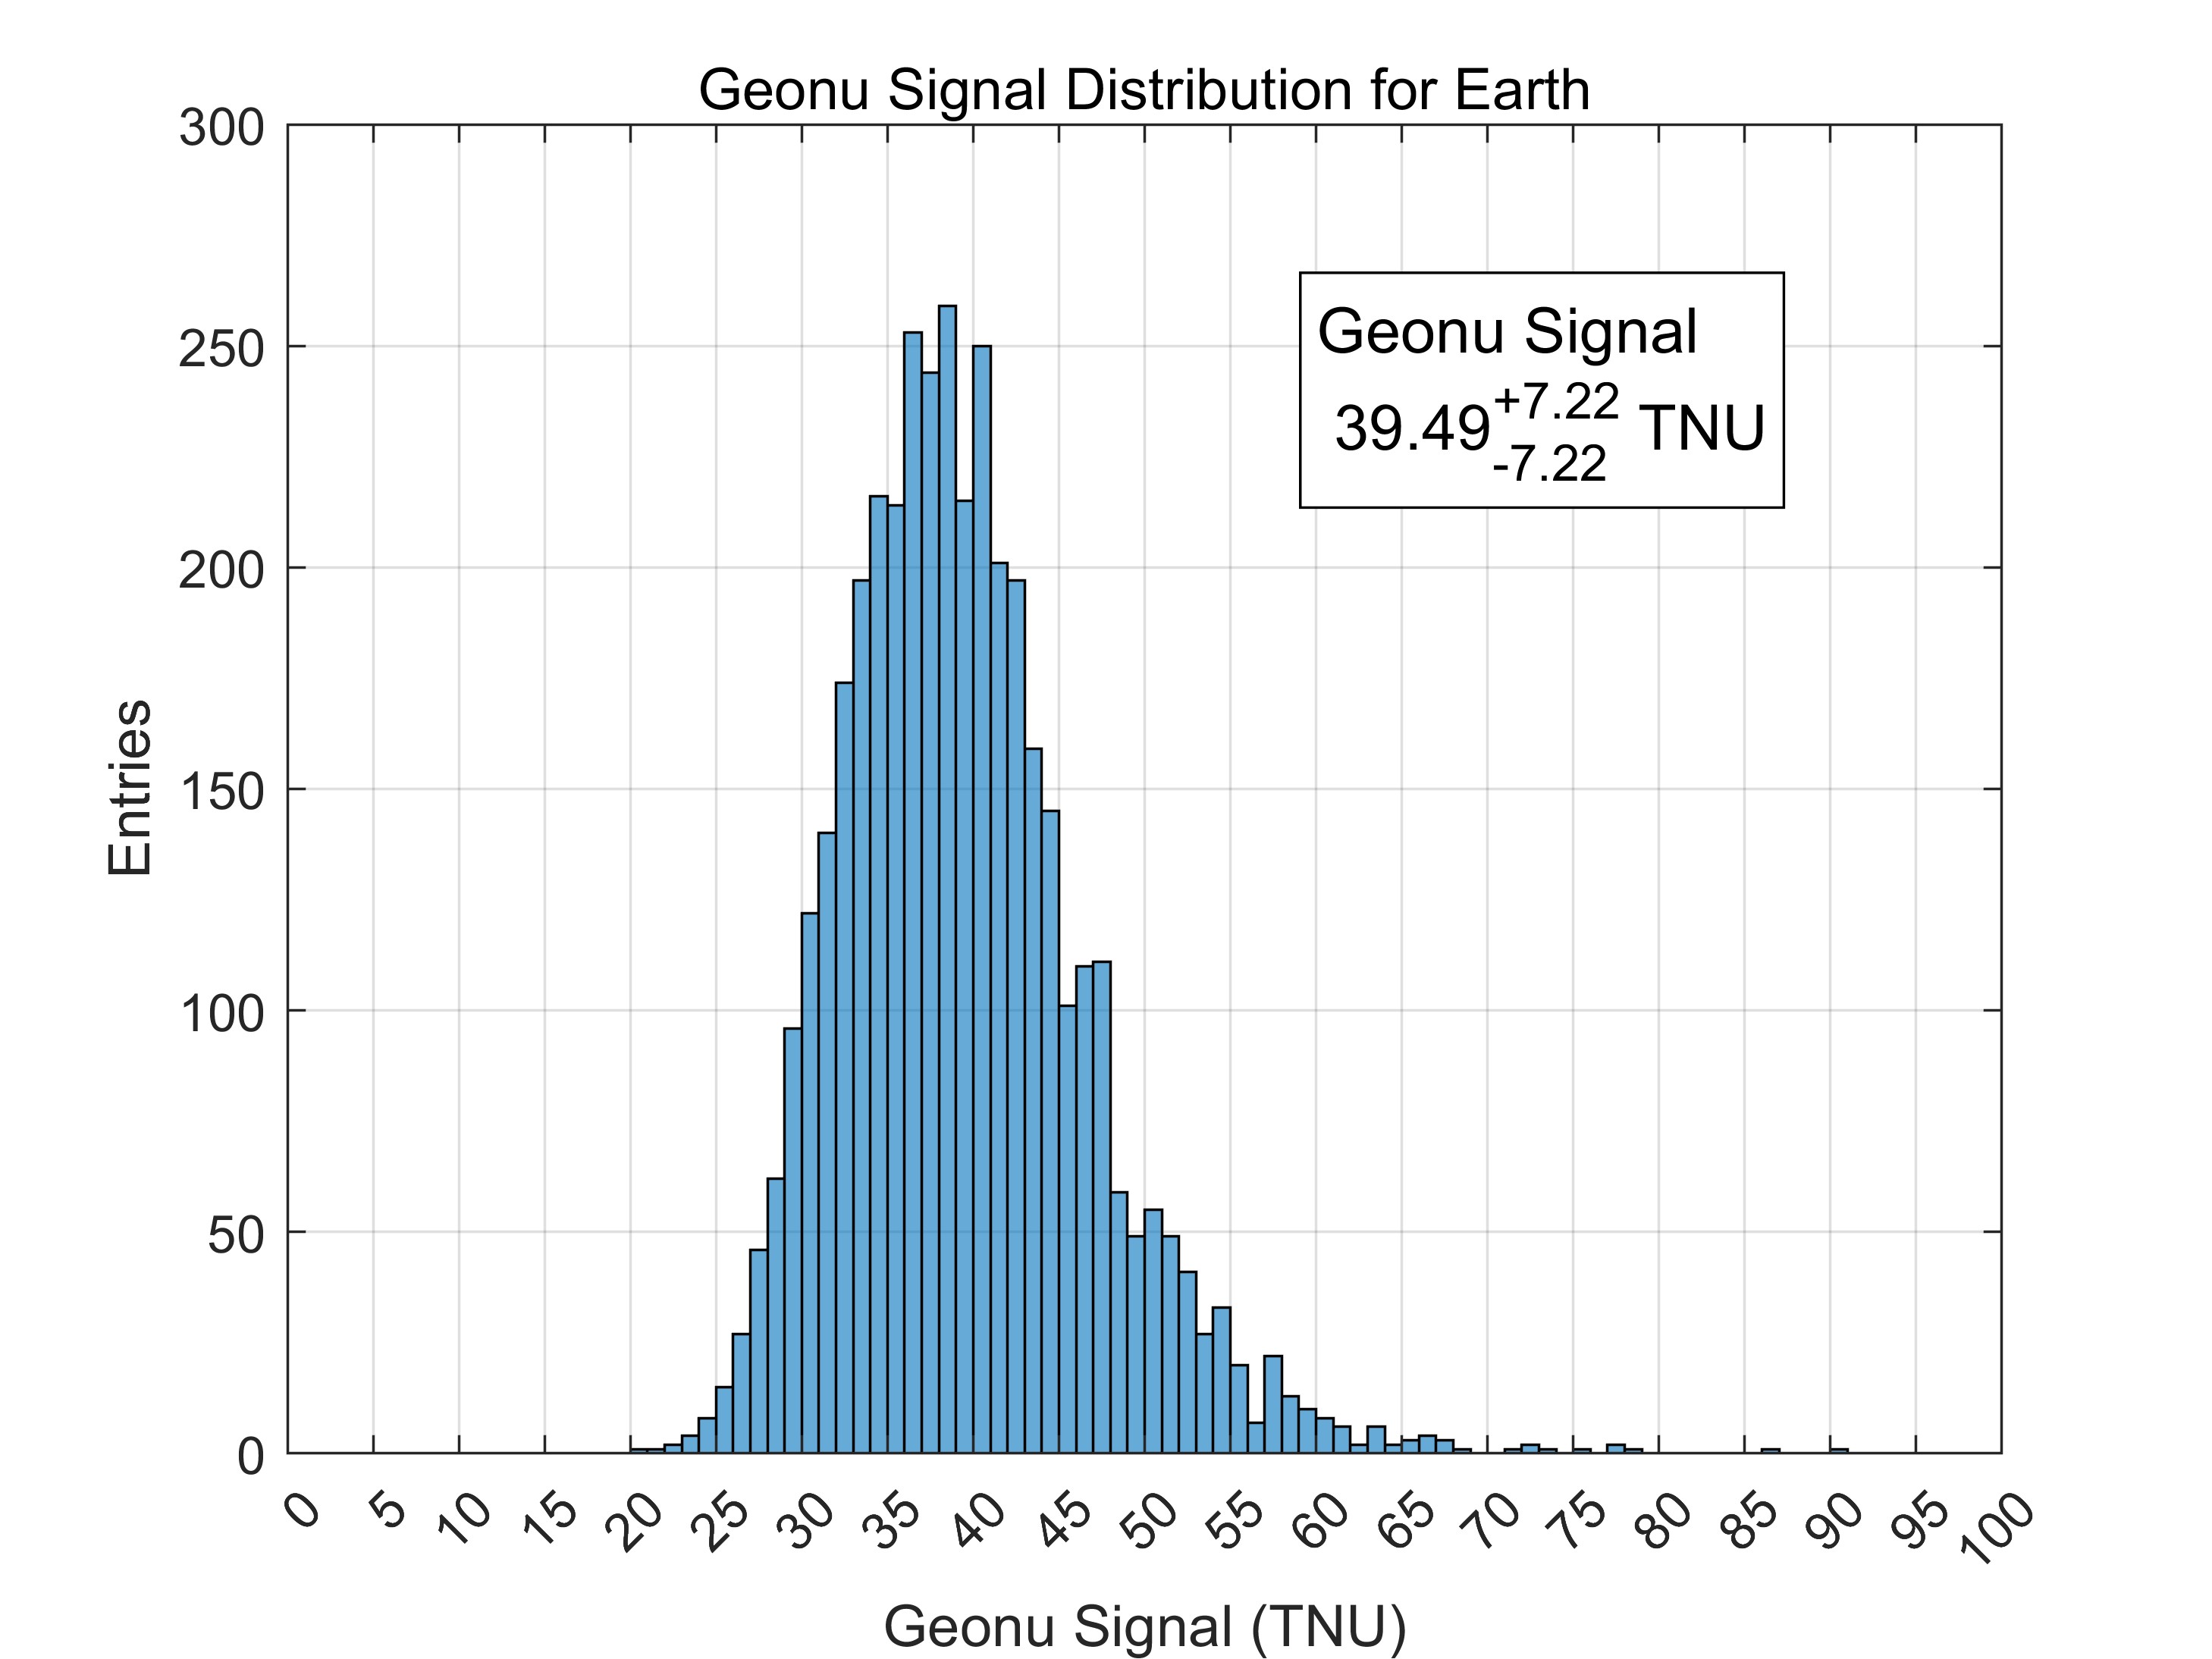 Geonu Signal Distribution for Earth
300
250
200
150
100
50
0
Entries
Geonu Signal
39.49+7.22 -7.22 TNU
0 5 10 15 20 25 30 35 40 45 50 55 60 65 70 75 80 85 90 95 100
Geonu Signal (TNU)